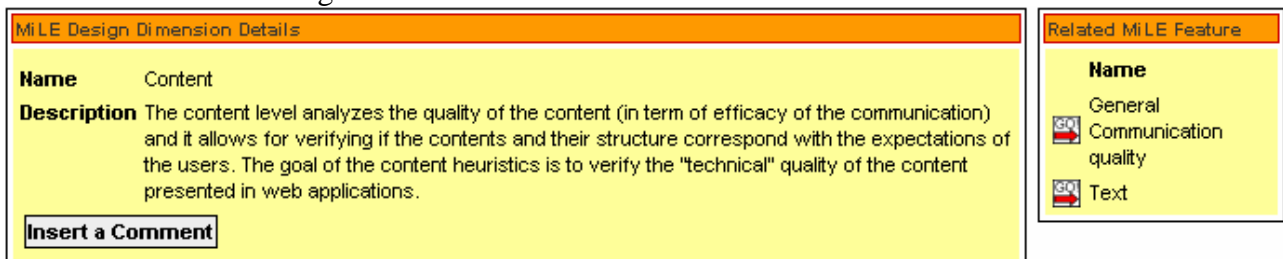 MiLE Design Dimension Details
Name Content
Description The content level analyzes the quality of the content (in term of efficacy of the communication)
and it allows for verifying if the contents and their structure correspond with the expectations of
the users. The goal of the content heuristics is to verify the "technical" quality of the content
presented in web applications.
Insert a Comment
Related MiLE Feature
Name
General
GO! Communication
quality
GO! Text